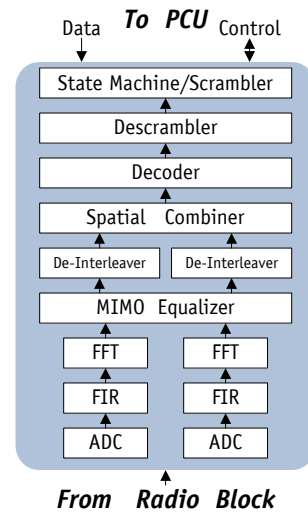 To PCU
Data Control
State Machine/Scrambler
Descrambler
Decoder
Spatial Combiner
De-Interleaver De-Interleaver
MIMO Equalizer
FFT FFT
FIR FIR
ADC ADC
From Radio Block